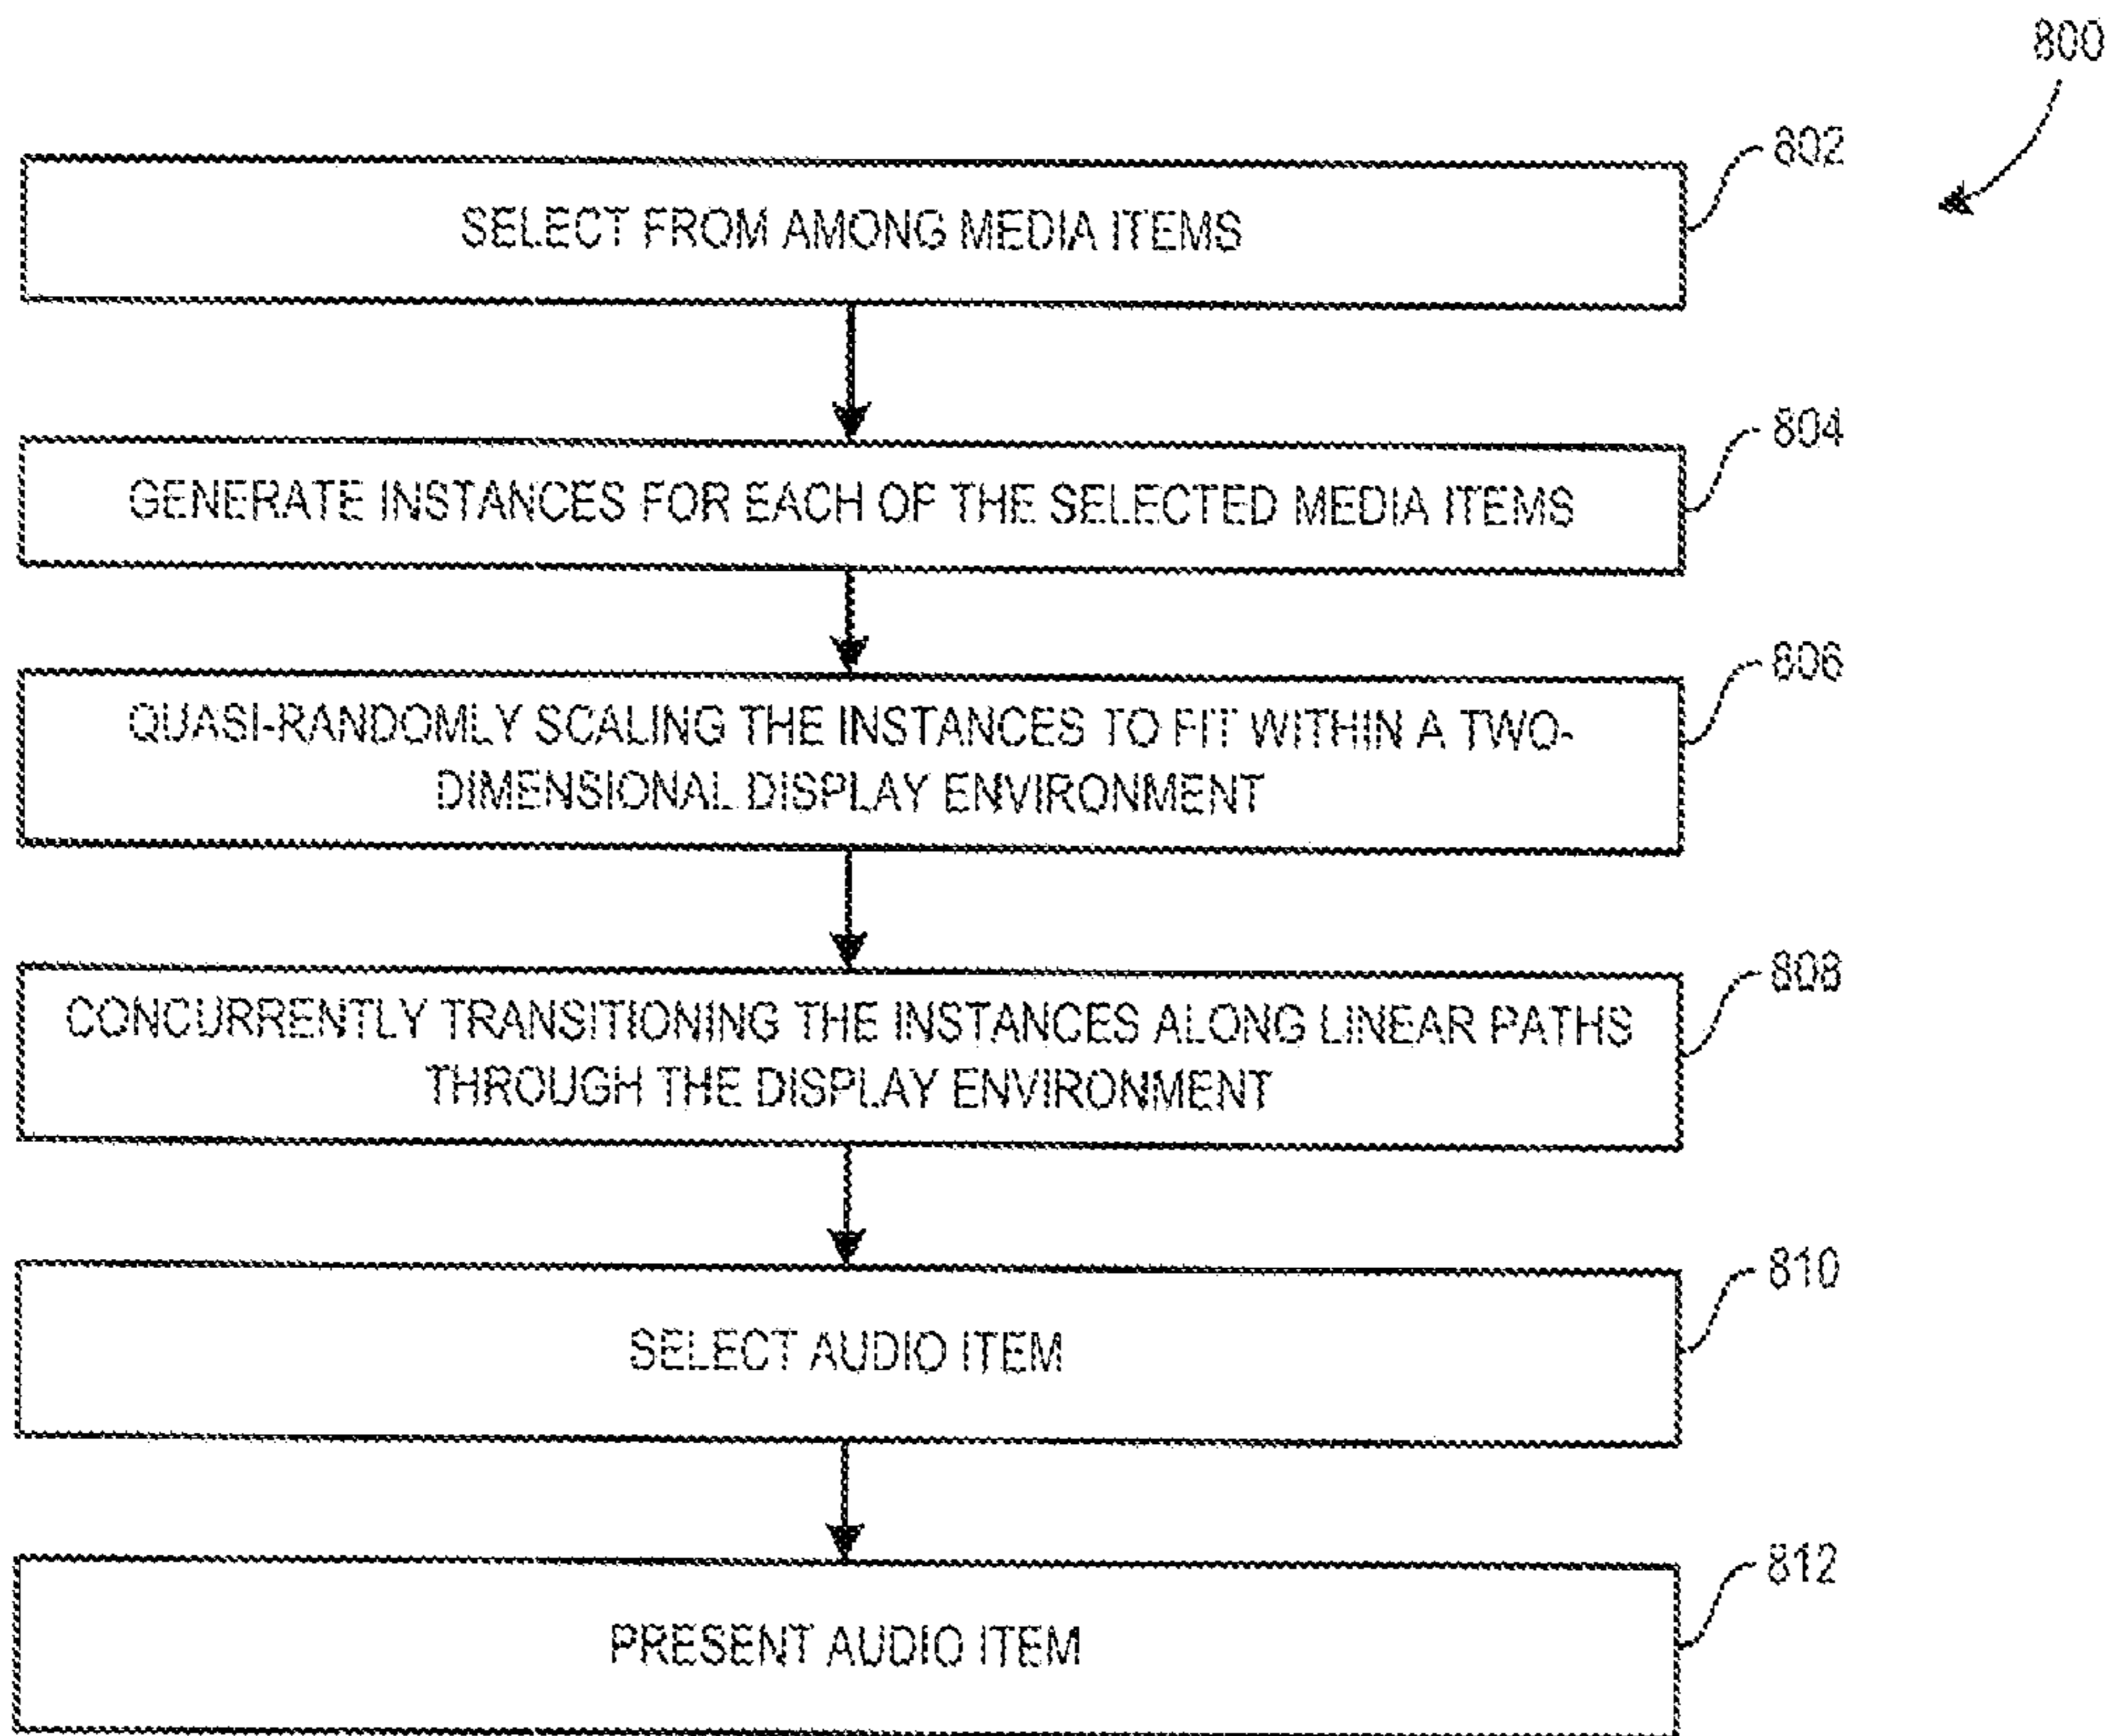 800
802
SELECT FROM AMONG MEDIA ITEMS
804
GENERATE INSTANCES FOR EACH OF THE SELECTED MEDIA ITEMS
806
QUASI-RANDOMLY SCALING THE INSTANCES TO FIT WITHIN A TWO-
DIMENSIONAL DISPLAY ENVIRONMENT
808
CONCURRENTLY TRANSITIONING THE INSTANCES ALONG LINEAR PATHS
THROUGH THE DISPLAY ENVIRONMENT
810
SELECT AUDIO ITEM
812
PRESENT AUDIO ITEM